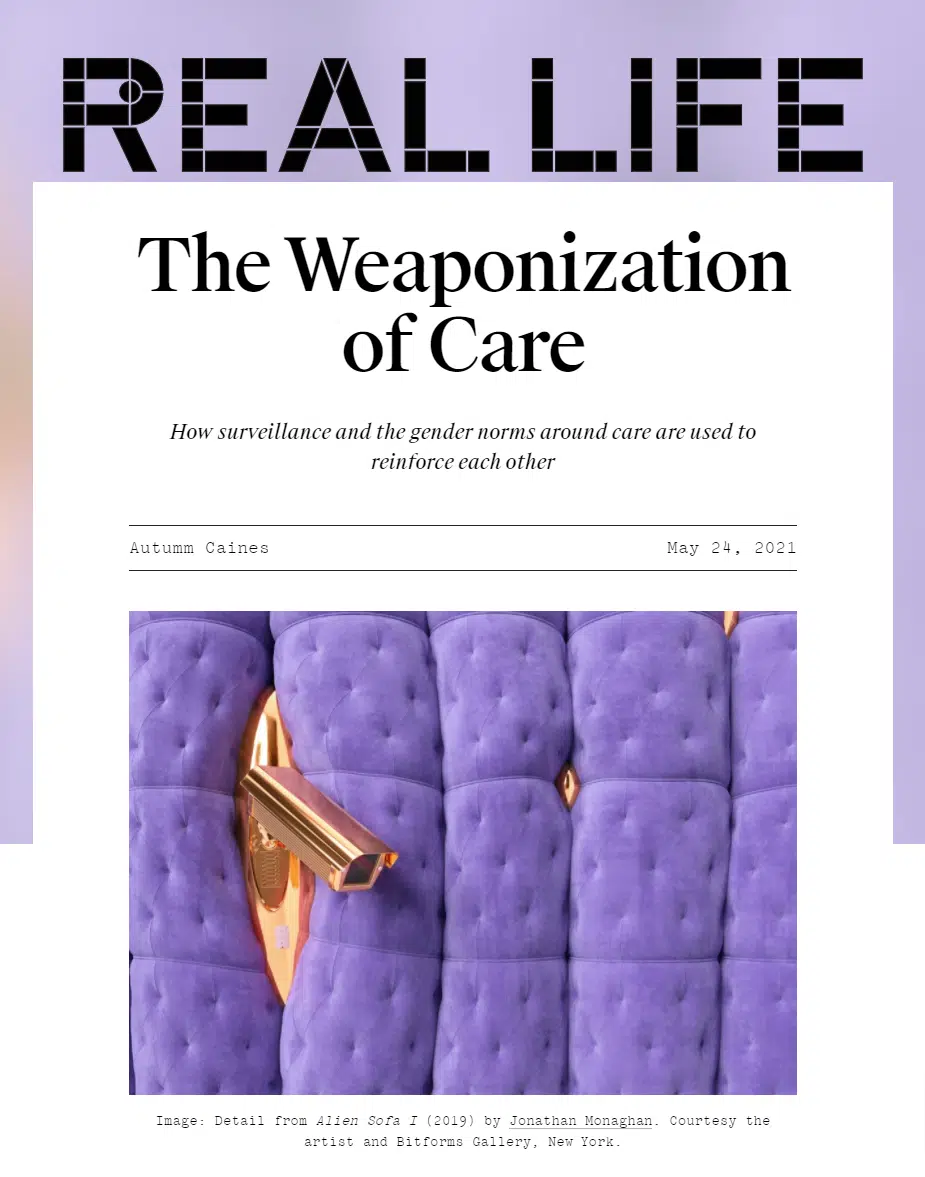 REAL LIFE
The Weaponization
of Care
How surveillance and the gender norms around care are used to
reinforce each other
Autumm Caines
May 24, 2021
Image: Detail from Alien Sofa I (2019) by Jonathan Monaghan. Courtesy the
artist and Bitforms Gallery, New York.